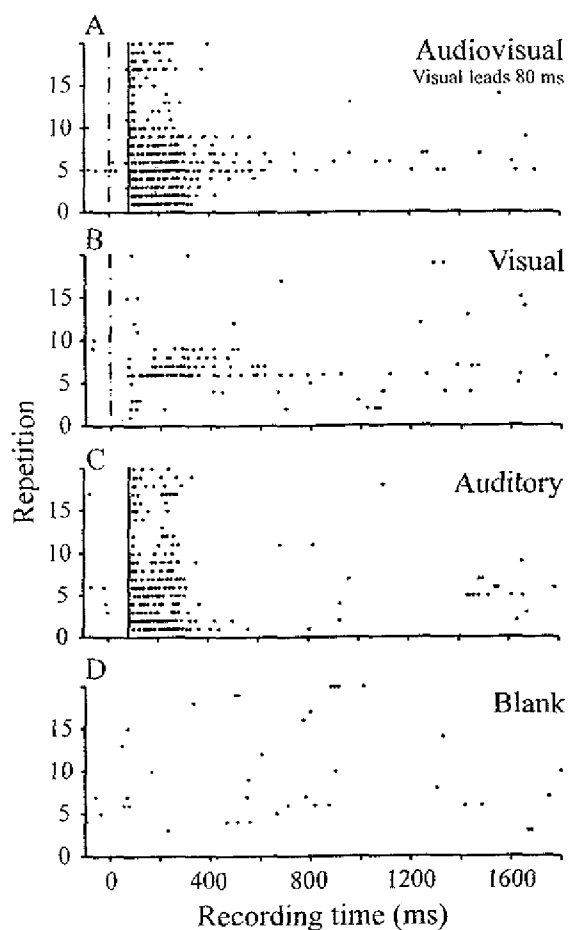 A
Audiovisual
Visual leads 80 ms
15
10
5
0
B
Visual
15
10
5
0
Repetition
C
Auditory
15
10
5
0
D
Blank
15
10
5
0
0 400 800 1200 1600
Recording time (ms)